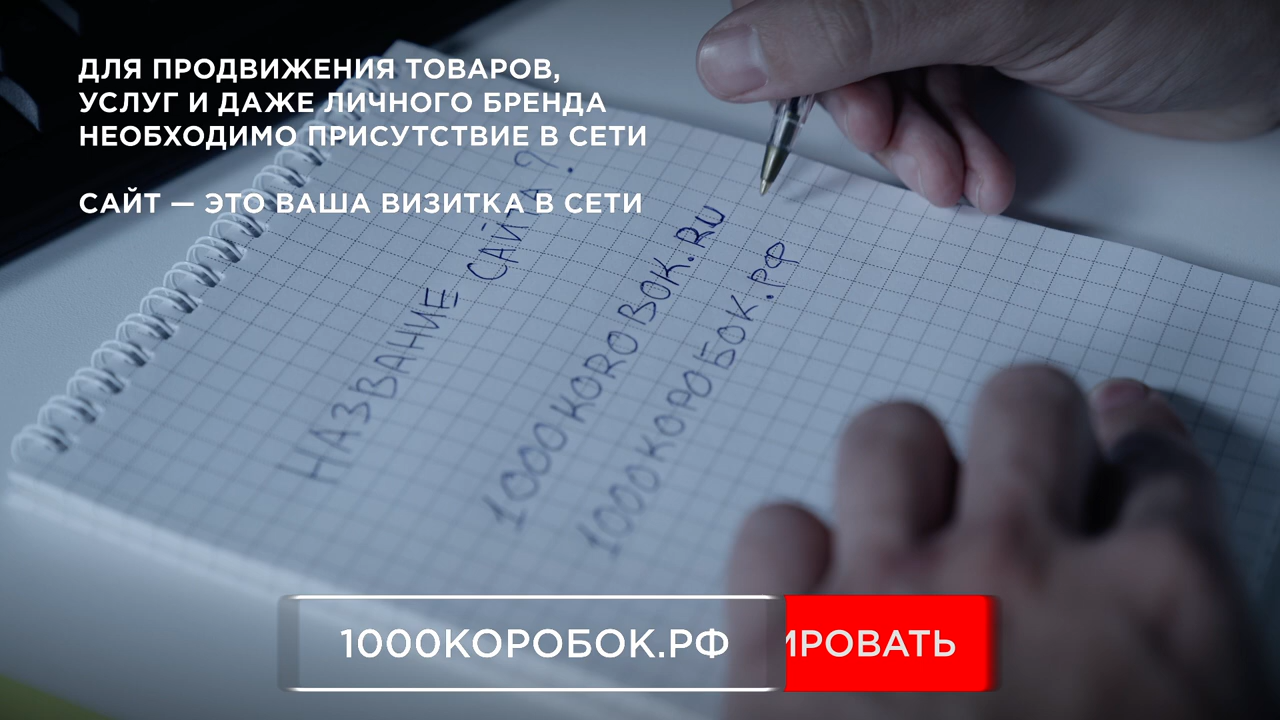 ДЛЯ ПРОДВИЖЕНИЯ ТОВАРОВ,
УСЛУГ И ДАЖЕ ЛИЧНОГО БРЕНДА
НЕОБХОДИМО ПРИСУТСТВИЕ В СЕТИ
САЙТ — ЭТО ВАША ВИЗИТКА В СЕТИ
НАЗВАНИЕ САЙТА?
1000KOROBOK.RU
1000КОРОБОК.РФ
1000КОРОБОК.РФ